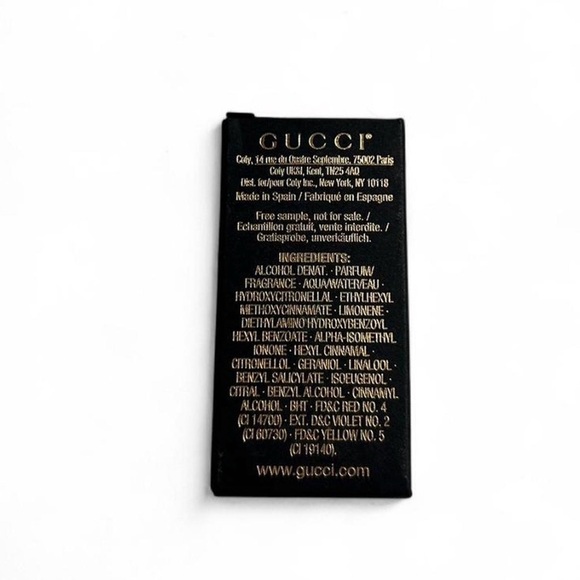 GUCCI®
Coty, 14 rue du Quatre Septembre, 75002 Paris
Coty UK&I, Kent, TN25 4AQ
Dist. for/pour Coty Inc., New York, NY 10118
Made in Spain / Fabriqué en Espagne
Free sample, not for sale. /
Echantillon gratuit, vente interdite. /
Gratisprobe, unverkäuflich.
INGREDIENTS:
ALCOHOL DENAT. · PARFUM/
FRAGRANCE · AQUA/WATER/EAU ·
HYDROXYCITRONELLAL · ETHYLHEXYL
METHOXYCINNAMATE · LIMONENE ·
DIETHYLAMINO HYDROXYBENZOYL
HEXYL BENZOATE · ALPHA-ISOMETHYL
IONONE · HEXYL CINNAMAL ·
CITRONELLOL · GERANIOL · LINALOOL ·
BENZYL SALICYLATE · ISOEUGENOL ·
CITRAL · BENZYL ALCOHOL · CINNAMYL
ALCOHOL · BHT · FD&C RED NO. 4
(CI 14700) · EXT. D&C VIOLET NO. 2
(CI 60730) · FD&C YELLOW NO. 5
(CI 19140).
www.gucci.com